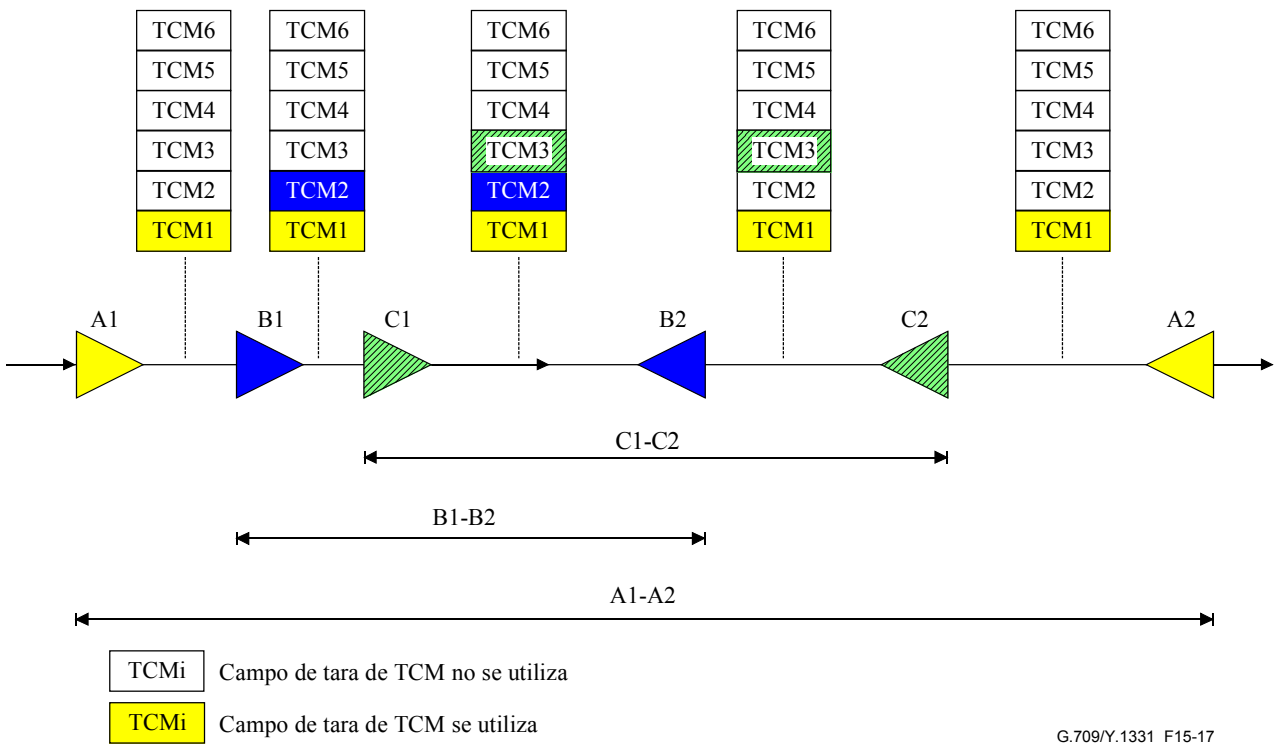 TCM6 TCM6 TCM6 TCM6 TCM6
TCM5 TCM5 TCM5 TCM5 TCM5
TCM4 TCM4 TCM4 TCM4 TCM4
TCM3 TCM3 TCM3 TCM3 TCM3
TCM2 TCM2 TCM2 TCM2 TCM2
TCM1 TCM1 TCM1 TCM1 TCM1
A1 B1 C1 B2 C2 A2
C1-C2
B1-B2
A1-A2
TCMi Campo de tara de TCM no se utiliza
TCMi Campo de tara de TCM se utiliza
G.709/Y.1331 F15-17